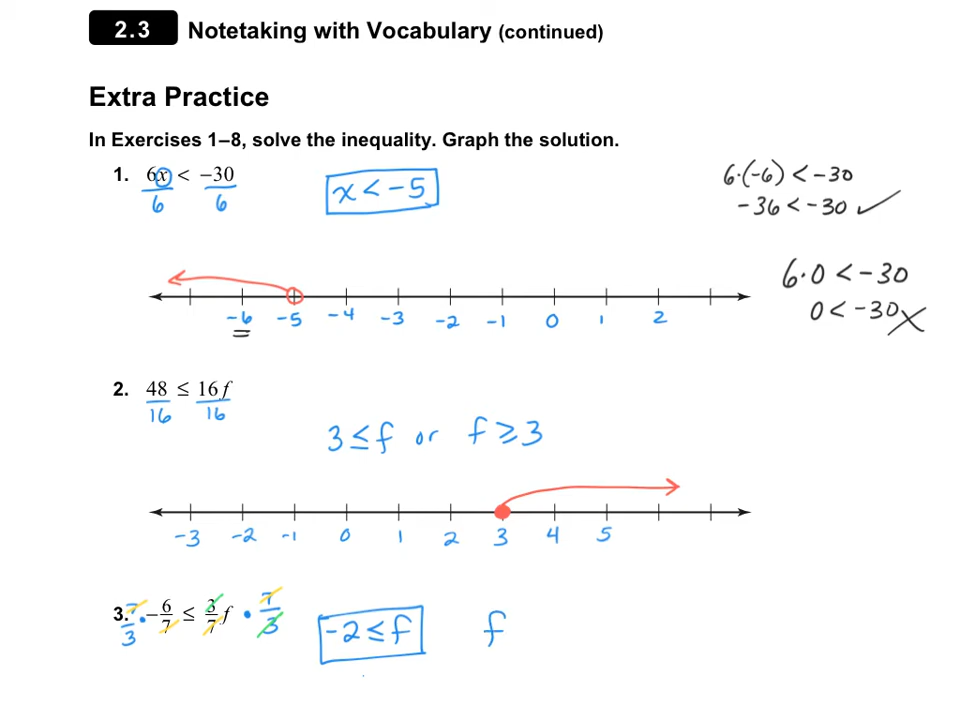 2.3 Notetaking with Vocabulary (continued)
Extra Practice
In Exercises 1–8, solve the inequality. Graph the solution.
1. 6x < −30
6 6
x < -5
6·(-6) < -30
-36 < -30 ✓
6·0 < -30
0 < -30 ✗
-6 -5 -4 -3 -2 -1 0 1 2
=
2. 48 ≤ 16f
16 16
3 ≤ f or f ≥ 3
-3 -2 -1 0 1 2 3 4 5
3. 7/3 · −6/7 ≤ 3/7 f · 7/3
-2 ≤ f
f